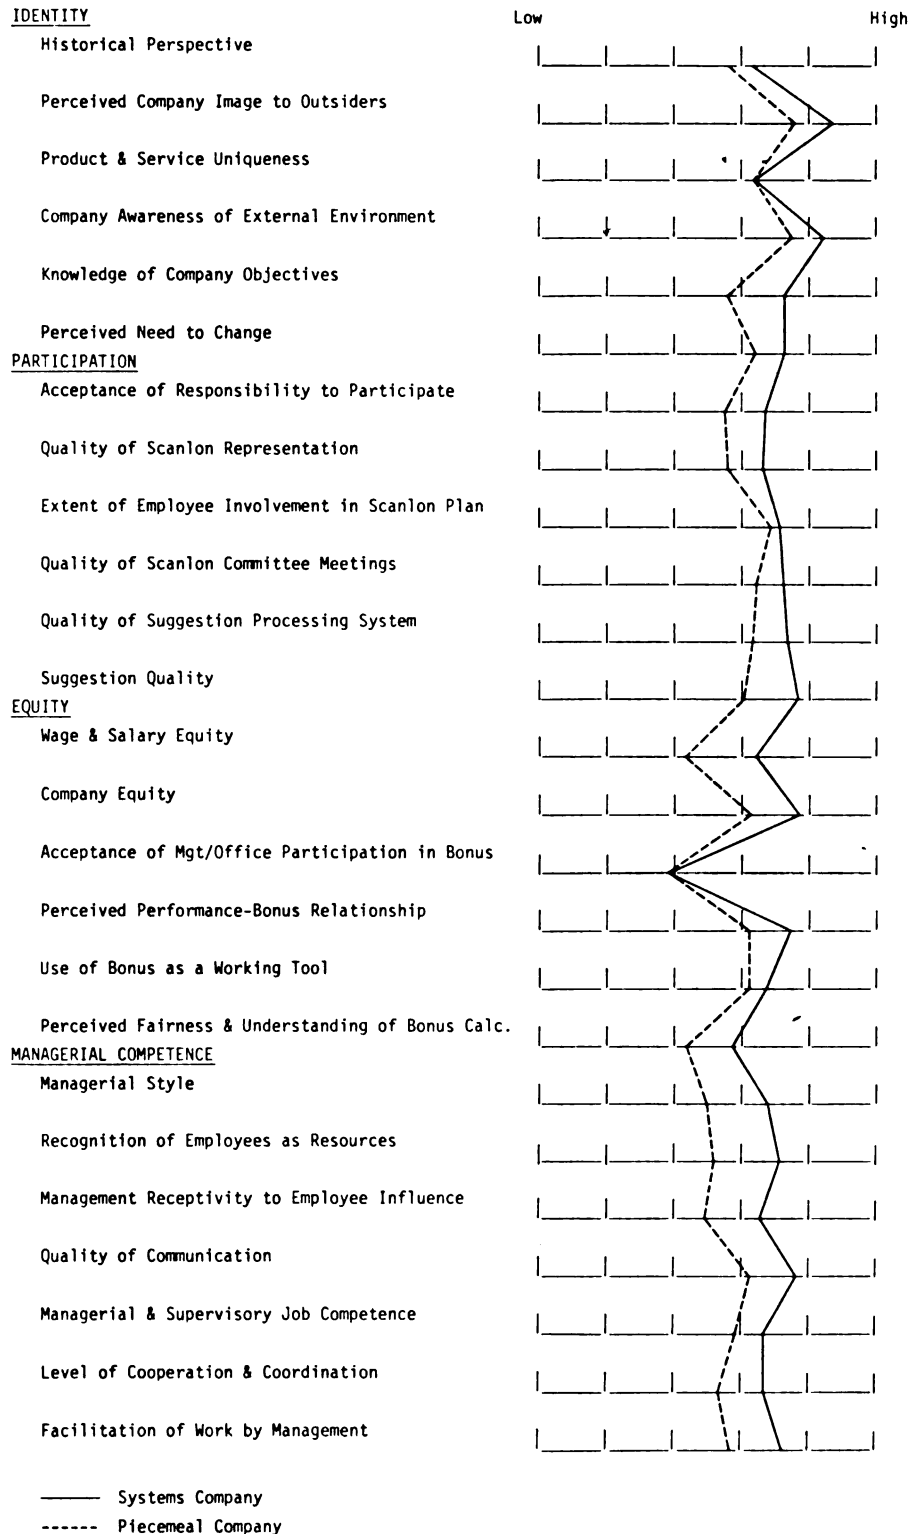 IDENTITY Low High
Historical Perspective
Perceived Company Image to Outsiders
Product & Service Uniqueness
Company Awareness of External Environment
Knowledge of Company Objectives
Perceived Need to Change
PARTICIPATION
Acceptance of Responsibility to Participate
Quality of Scanlon Representation
Extent of Employee Involvement in Scanlon Plan
Quality of Scanlon Committee Meetings
Quality of Suggestion Processing System
Suggestion Quality
EQUITY
Wage & Salary Equity
Company Equity
Acceptance of Mgt/Office Participation in Bonus
Perceived Performance-Bonus Relationship
Use of Bonus as a Working Tool
Perceived Fairness & Understanding of Bonus Calc.
MANAGERIAL COMPETENCE
Managerial Style
Recognition of Employees as Resources
Management Receptivity to Employee Influence
Quality of Communication
Managerial & Supervisory Job Competence
Level of Cooperation & Coordination
Facilitation of Work by Management
Systems Company
Piecemeal Company